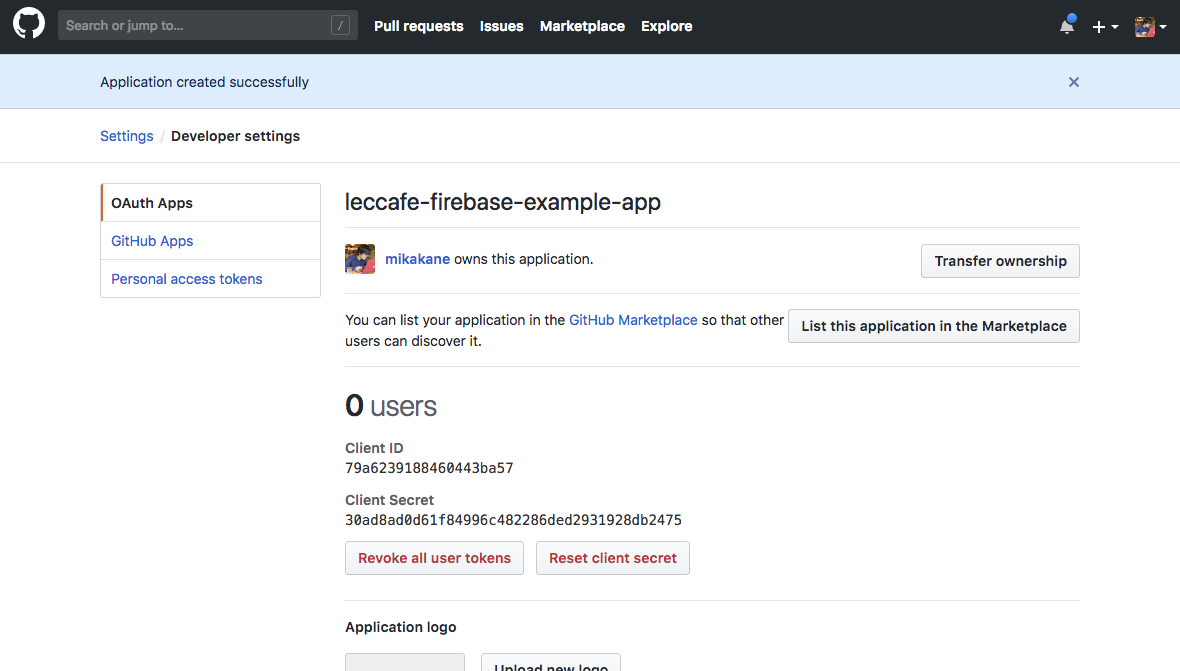 Search or jump to... /
Pull requests Issues Marketplace Explore
Application created successfully
Settings / Developer settings
OAuth Apps
GitHub Apps
Personal access tokens
leccafe-firebase-example-app
mikakane owns this application.
Transfer ownership
You can list your application in the GitHub Marketplace so that other
users can discover it.
List this application in the Marketplace
0 users
Client ID
79a6239188460443ba57
Client Secret
30ad8ad0d61f84996c482286ded2931928db2475
Revoke all user tokens
Reset client secret
Application logo
Upload new logo